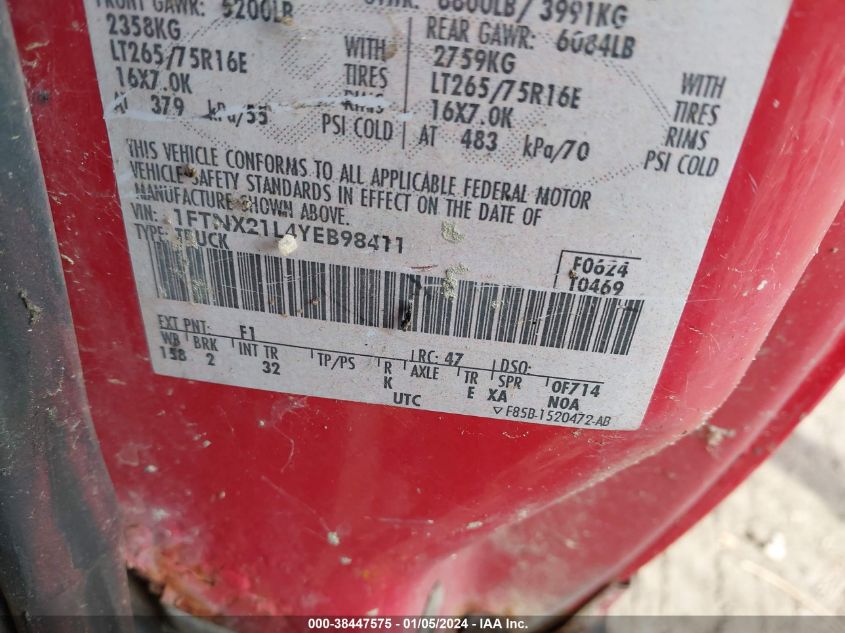 FRONT GAWR: 5200LB
2358KG
LT265/75R16E
16X7.0K
AT 379 kPa/55
WITH
TIRES
RIMS
PSI COLD
8800LB/3991KG
REAR GAWR: 6084LB
2759KG
LT265/75R16E
16X7.0K
AT 483 kPa/70
WITH
TIRES
RIMS
PSI COLD
THIS VEHICLE CONFORMS TO ALL APPLICABLE FEDERAL MOTOR
VEHICLE SAFETY STANDARDS IN EFFECT ON THE DATE OF
MANUFACTURE SHOWN ABOVE.
VIN: 1FTNX21L4YEB98411
TYPE: TRUCK
F0624
T0469
EXT PNT: F1 RC: 47 DSO:
WB BRK INT TR TP/PS R AXLE TR SPR 0F714
158 2 32 K E XA NOA
UTC
F85B-1520472-AB
000-38447575 - 01/05/2024 - IAA Inc.